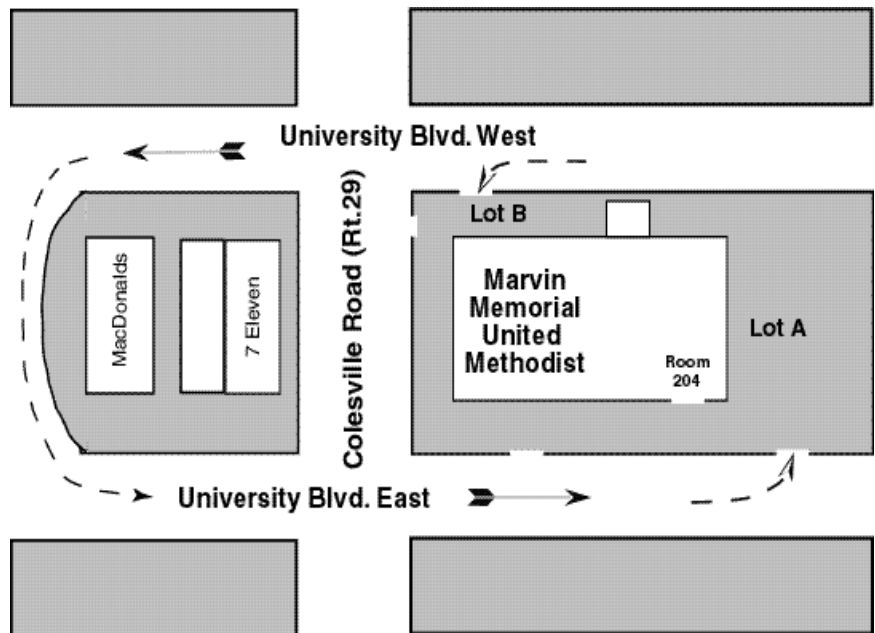 University Blvd. West
Colesville Road (Rt.29)
Lot B
MacDonalds
7 Eleven
Marvin
Memorial
United
Methodist
Lot A
Room
204
University Blvd. East